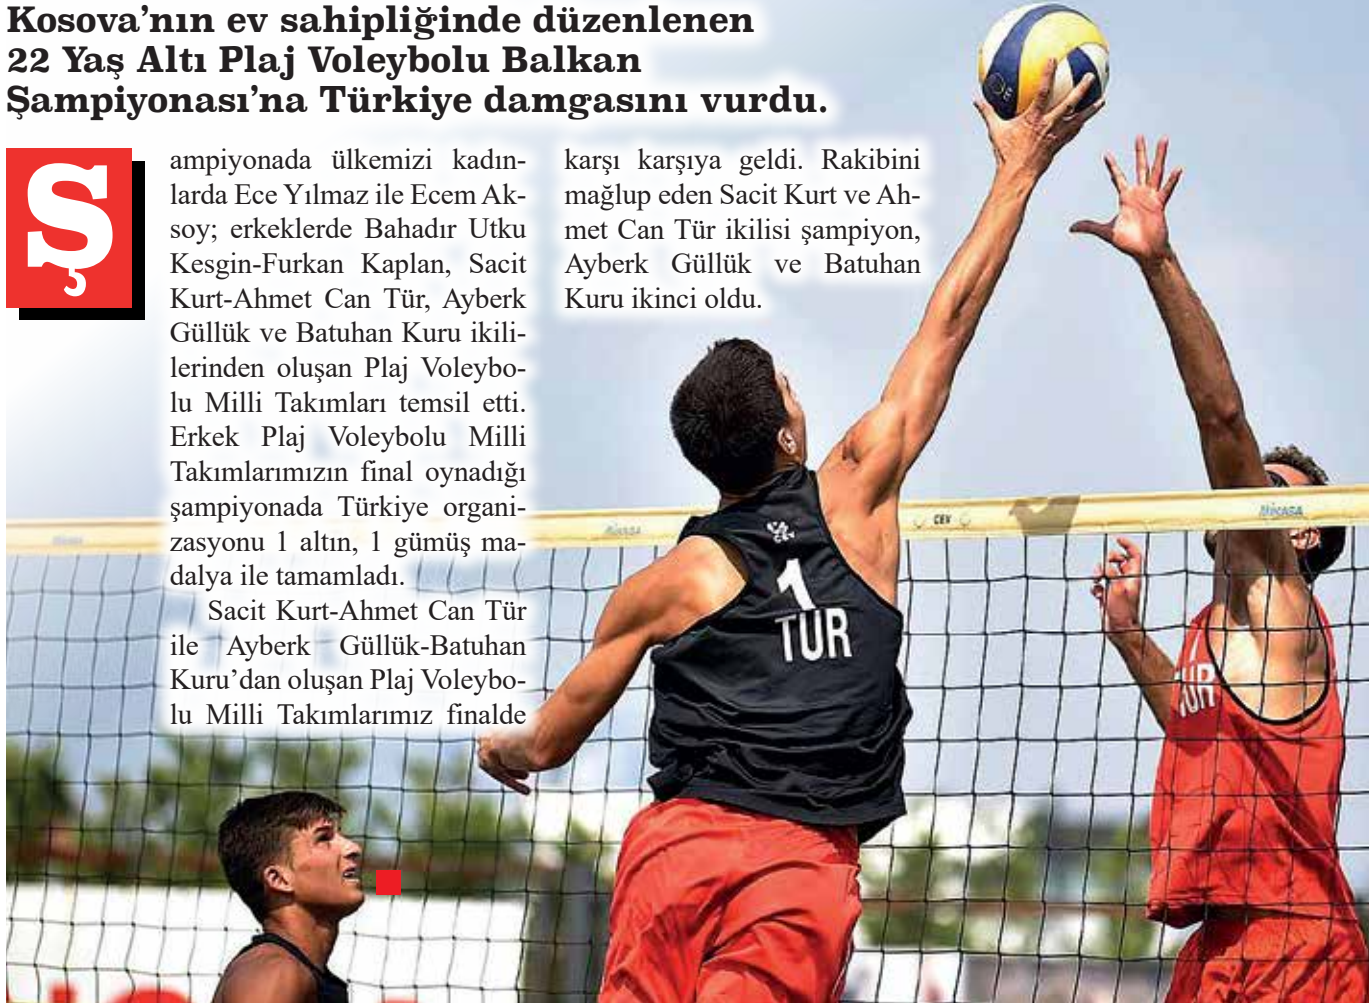 Kosova’nın ev sahipliğinde düzenlenen
22 Yaş Altı Plaj Voleybolu Balkan
Şampiyonası’na Türkiye damgasını vurdu.
Ş
ampiyonada ülkemizi kadın-
larda Ece Yılmaz ile Ecem Ak-
soy; erkeklerde Bahadır Utku
Kesgin-Furkan Kaplan, Sacit
Kurt-Ahmet Can Tür, Ayberk
Güllük ve Batuhan Kuru ikili-
lerinden oluşan Plaj Voleybo-
lu Milli Takımları temsil etti.
Erkek Plaj Voleybolu Milli
Takımlarımızın final oynadığı
şampiyonada Türkiye organi-
zasyonu 1 altın, 1 gümüş ma-
dalya ile tamamladı.
Sacit Kurt-Ahmet Can Tür
ile Ayberk Güllük-Batuhan
Kuru’dan oluşan Plaj Voleybo-
lu Milli Takımlarımız finalde
karşı karşıya geldi. Rakibini
mağlup eden Sacit Kurt ve Ah-
met Can Tür ikilisi şampiyon,
Ayberk Güllük ve Batuhan
Kuru ikinci oldu.
MIKASA
CEV
MIKASA
1
TUR
TUR